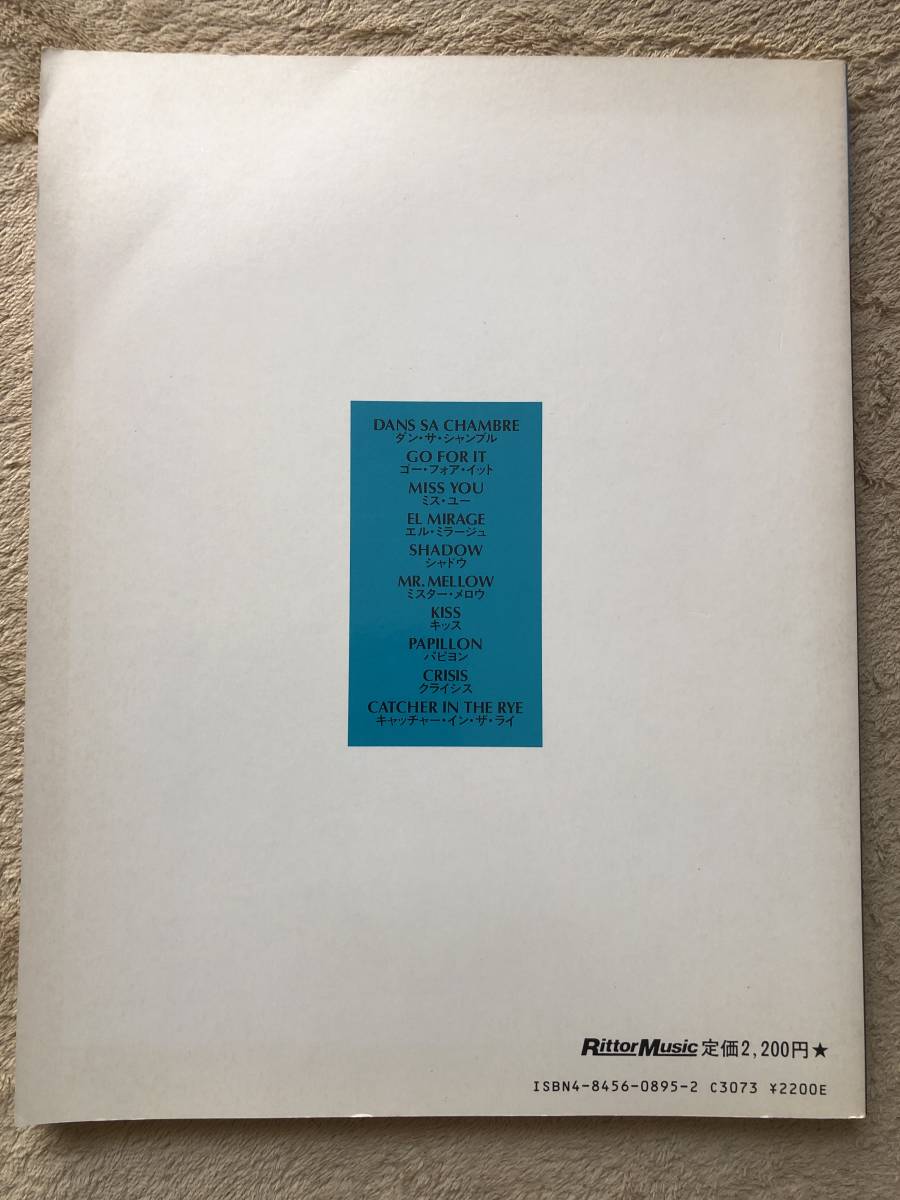 DANS SA CHAMBRE
ダン・サ・シャンブル
GO FOR IT
ゴー・フォア・イット
MISS YOU
ミス・ユー
EL MIRAGE
エル・ミラージュ
SHADOW
シャドウ
MR. MELLOW
ミスター・メロウ
KISS
キッス
PAPILLON
パピヨン
CRISIS
クライシス
CATCHER IN THE RYE
キャッチャー・イン・ザ・ライ
RittorMusic 定価2,200円★
ISBN4-8456-0895-2 C3073 ¥2200E